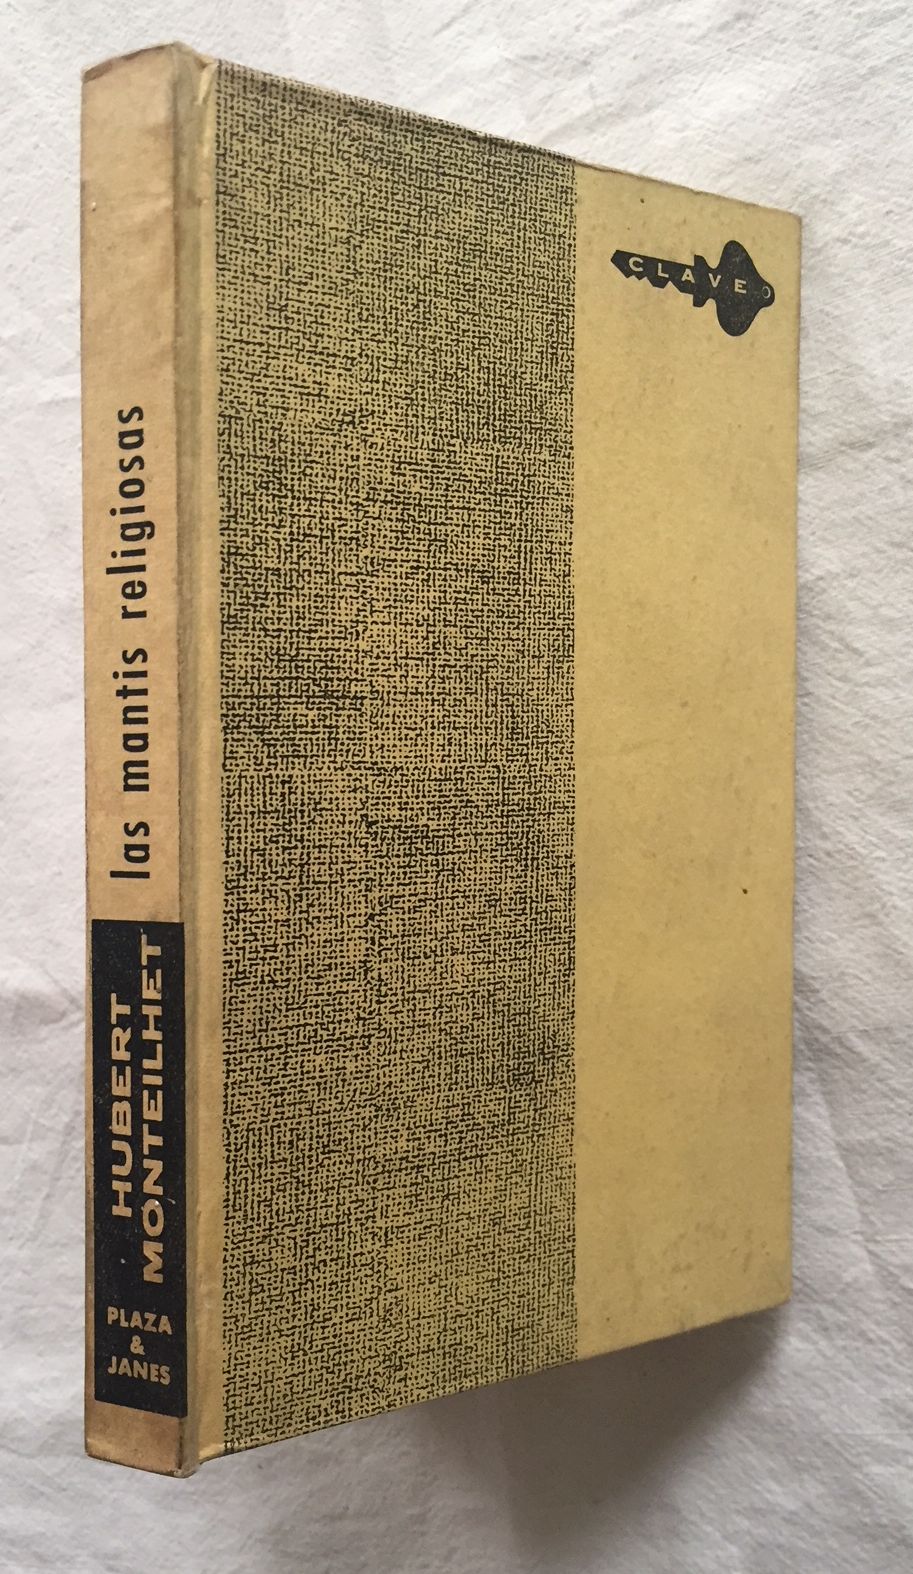 las mantis religiosas
HUBERT
MONTEILHET
PLAZA
&
JANES
CLAVE